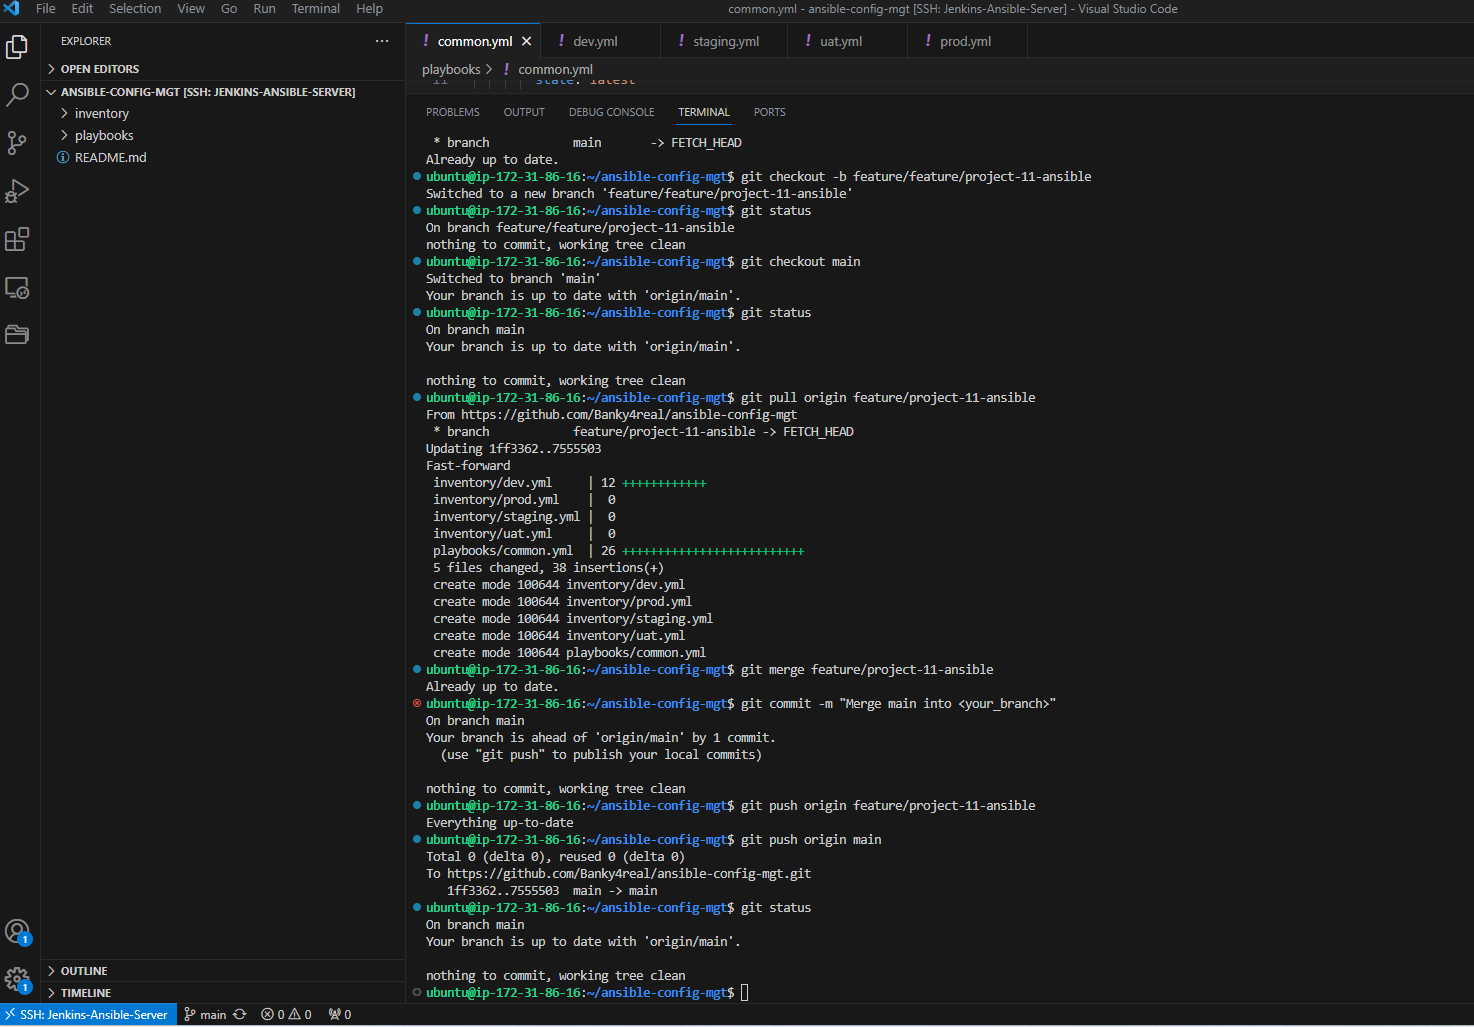 File Edit Selection View Go Run Terminal Help
common.yml - ansible-config-mgt [SSH: Jenkins-Ansible-Server] - Visual Studio Code
EXPLORER
OPEN EDITORS
ANSIBLE-CONFIG-MGT [SSH: JENKINS-ANSIBLE-SERVER]
inventory
playbooks
README.md
OUTLINE
TIMELINE
! common.yml ! dev.yml ! staging.yml ! uat.yml ! prod.yml
playbooks > ! common.yml
11 state: latest
PROBLEMS OUTPUT DEBUG CONSOLE TERMINAL PORTS
 * branch            main       -> FETCH_HEAD
Already up to date.
ubuntu@ip-172-31-86-16:~/ansible-config-mgt$ git checkout -b feature/feature/project-11-ansible
Switched to a new branch 'feature/feature/project-11-ansible'
ubuntu@ip-172-31-86-16:~/ansible-config-mgt$ git status
On branch feature/feature/project-11-ansible
nothing to commit, working tree clean
ubuntu@ip-172-31-86-16:~/ansible-config-mgt$ git checkout main
Switched to branch 'main'
Your branch is up to date with 'origin/main'.
ubuntu@ip-172-31-86-16:~/ansible-config-mgt$ git status
On branch main
Your branch is up to date with 'origin/main'.
nothing to commit, working tree clean
ubuntu@ip-172-31-86-16:~/ansible-config-mgt$ git pull origin feature/project-11-ansible
From https://github.com/Banky4real/ansible-config-mgt
 * branch            feature/project-11-ansible -> FETCH_HEAD
Updating 1ff3362..7555503
Fast-forward
 inventory/dev.yml     | 12 ++++++++++++
 inventory/prod.yml    |  0
 inventory/staging.yml |  0
 inventory/uat.yml     |  0
 playbooks/common.yml  | 26 ++++++++++++++++++++++++++
 5 files changed, 38 insertions(+)
 create mode 100644 inventory/dev.yml
 create mode 100644 inventory/prod.yml
 create mode 100644 inventory/staging.yml
 create mode 100644 inventory/uat.yml
 create mode 100644 playbooks/common.yml
ubuntu@ip-172-31-86-16:~/ansible-config-mgt$ git merge feature/project-11-ansible
Already up to date.
ubuntu@ip-172-31-86-16:~/ansible-config-mgt$ git commit -m "Merge main into <your_branch>"
On branch main
Your branch is ahead of 'origin/main' by 1 commit.
  (use "git push" to publish your local commits)
nothing to commit, working tree clean
ubuntu@ip-172-31-86-16:~/ansible-config-mgt$ git push origin feature/project-11-ansible
Everything up-to-date
ubuntu@ip-172-31-86-16:~/ansible-config-mgt$ git push origin main
Total 0 (delta 0), reused 0 (delta 0)
To https://github.com/Banky4real/ansible-config-mgt.git
   1ff3362..7555503  main -> main
ubuntu@ip-172-31-86-16:~/ansible-config-mgt$ git status
On branch main
Your branch is up to date with 'origin/main'.
nothing to commit, working tree clean
ubuntu@ip-172-31-86-16:~/ansible-config-mgt$
1
1
SSH: Jenkins-Ansible-Server main 0 0 0